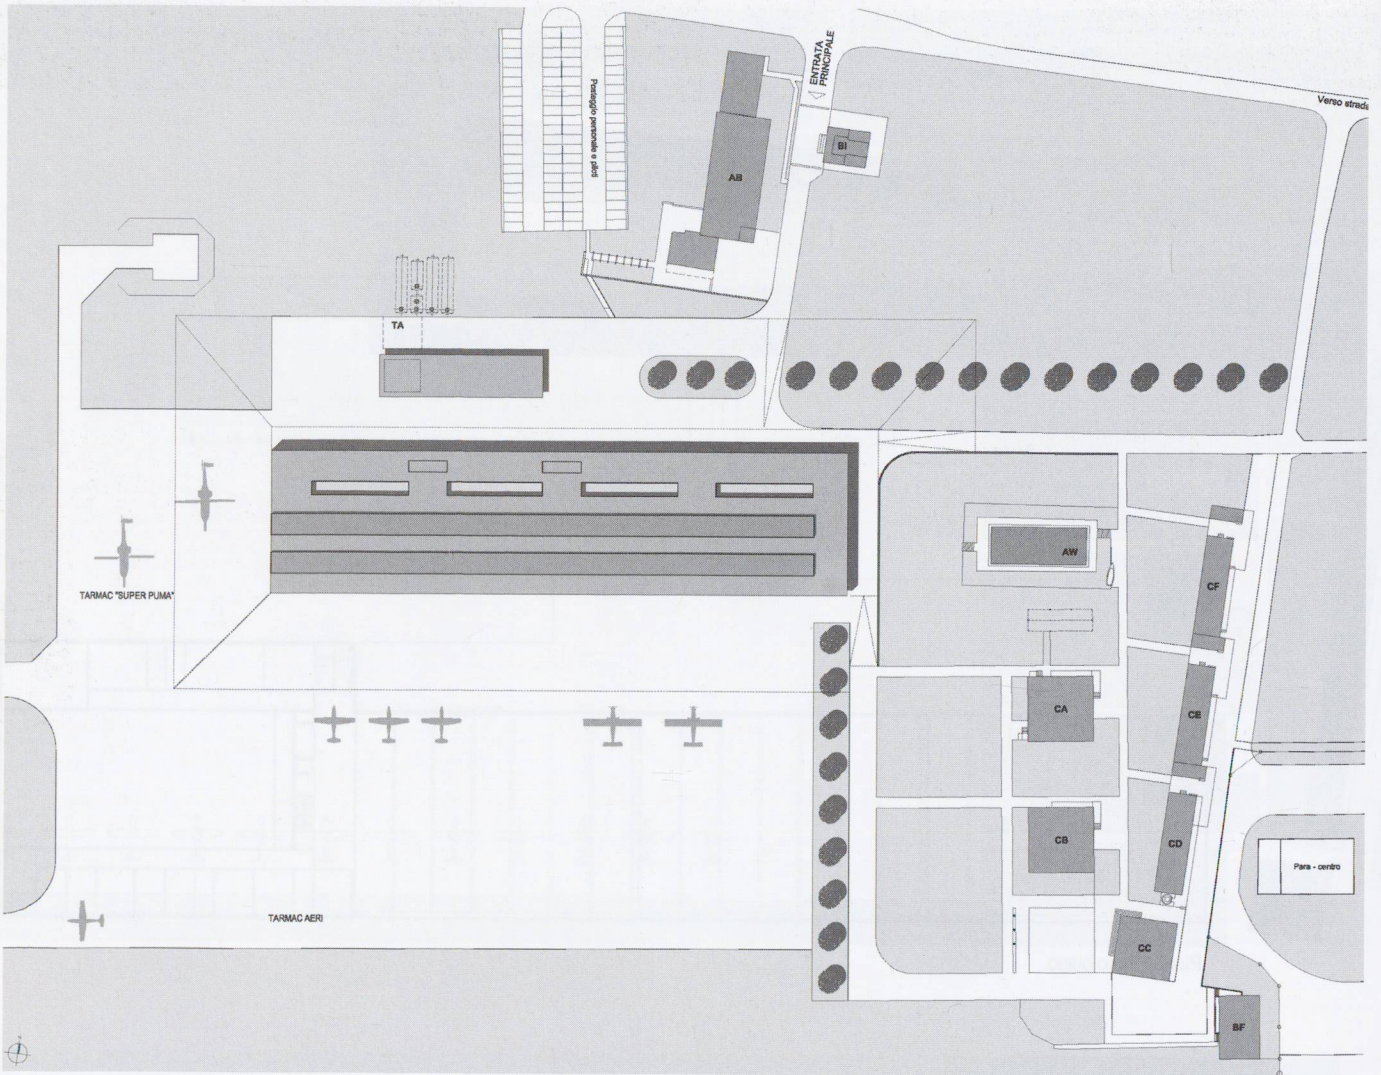 ENTRATA
PRINCIPALE
Verso strada
Posteggio personale e piloti
BI
AB
TA
AW
CF
TARMAC "SUPER PUMA"
CA
CE
CB
CD
Para - centro
TARMAC AERI
CC
BF